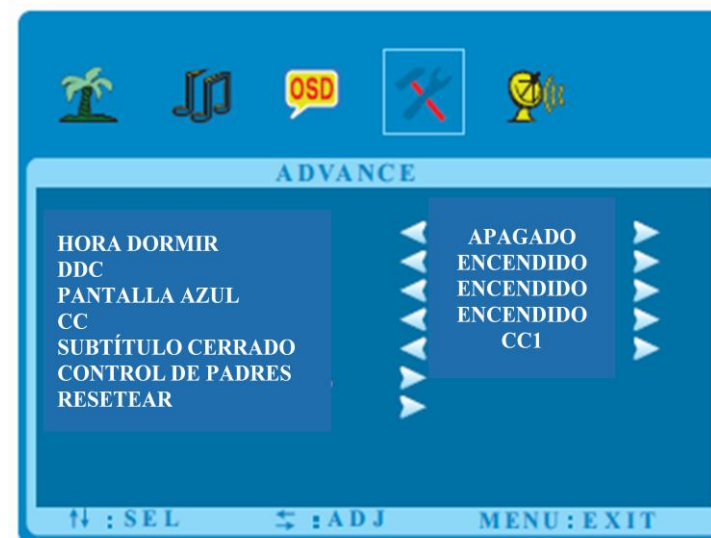 OSD
ADVANCE
HORA DORMIR APAGADO
DDC ENCENDIDO
PANTALLA AZUL ENCENDIDO
CC ENCENDIDO
SUBTÍTULO CERRADO CC1
CONTROL DE PADRES
RESETEAR
↑↓ : SEL ⇆ : ADJ MENU : EXIT